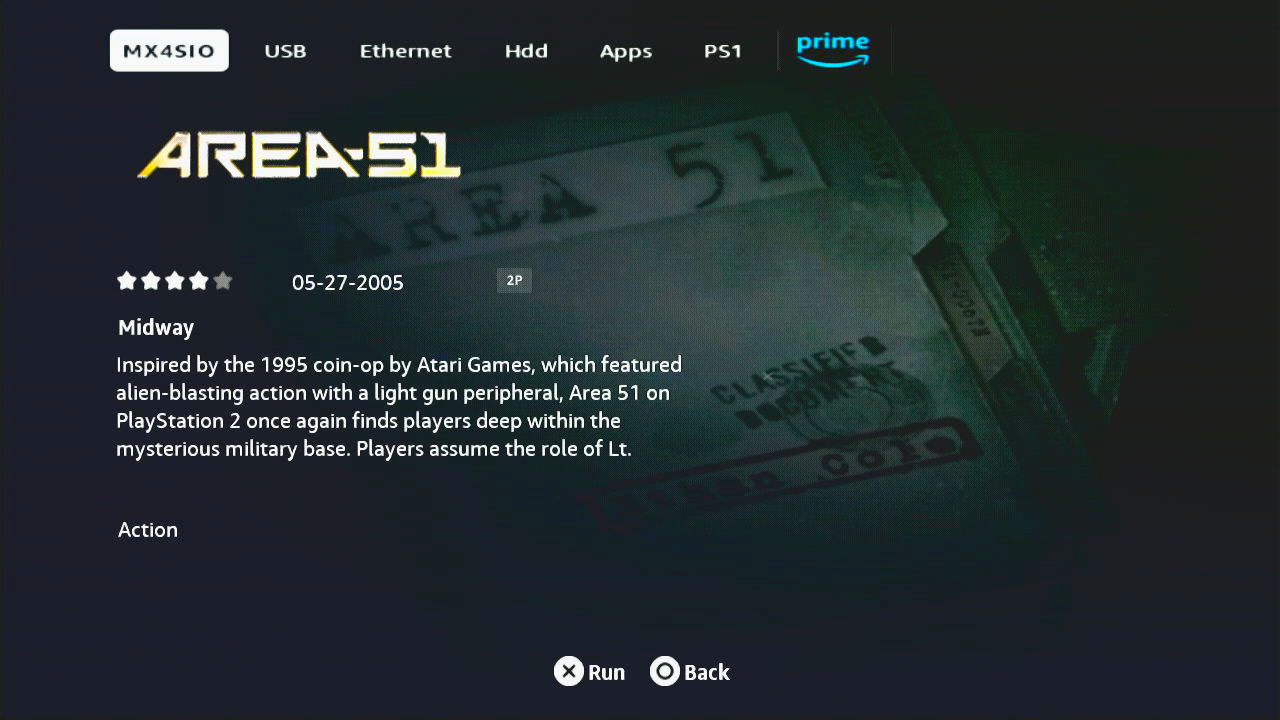 MX4SIO USB Ethernet Hdd Apps PS1 prime
AREA-51
AREA 51
05-27-2005 2P
Midway
Inspired by the 1995 coin-op by Atari Games, which featured
alien-blasting action with a light gun peripheral, Area 51 on
PlayStation 2 once again finds players deep within the
mysterious military base. Players assume the role of Lt.
CLASSIFIED
DOCUMENT
Ethan Cole
Action
Run Back